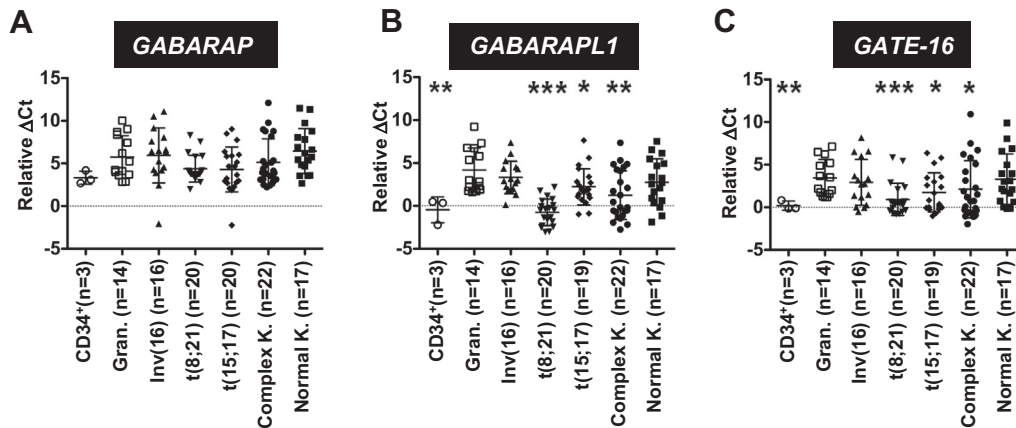 A
GABARAP
Relative ΔCt
15
10
5
0
-5
CD34⁺(n=3)
Gran. (n=14)
Inv(16) (n=16)
t(8;21) (n=20)
t(15;17) (n=20)
Complex K. (n=22)
Normal K. (n=17)
B
GABARAPL1
Relative ΔCt
15
10
5
0
-5
** *** * **
CD34⁺(n=3)
Gran. (n=14)
Inv(16) (n=16)
t(8;21) (n=20)
t(15;17) (n=19)
Complex K. (n=22)
Normal K. (n=17)
C
GATE-16
Relative ΔCt
15
10
5
0
-5
** *** * *
CD34⁺(n=3)
Gran. (n=14)
Inv(16) (n=16)
t(8;21) (n=20)
t(15;17) (n=19)
Complex K. (n=22)
Normal K. (n=17)